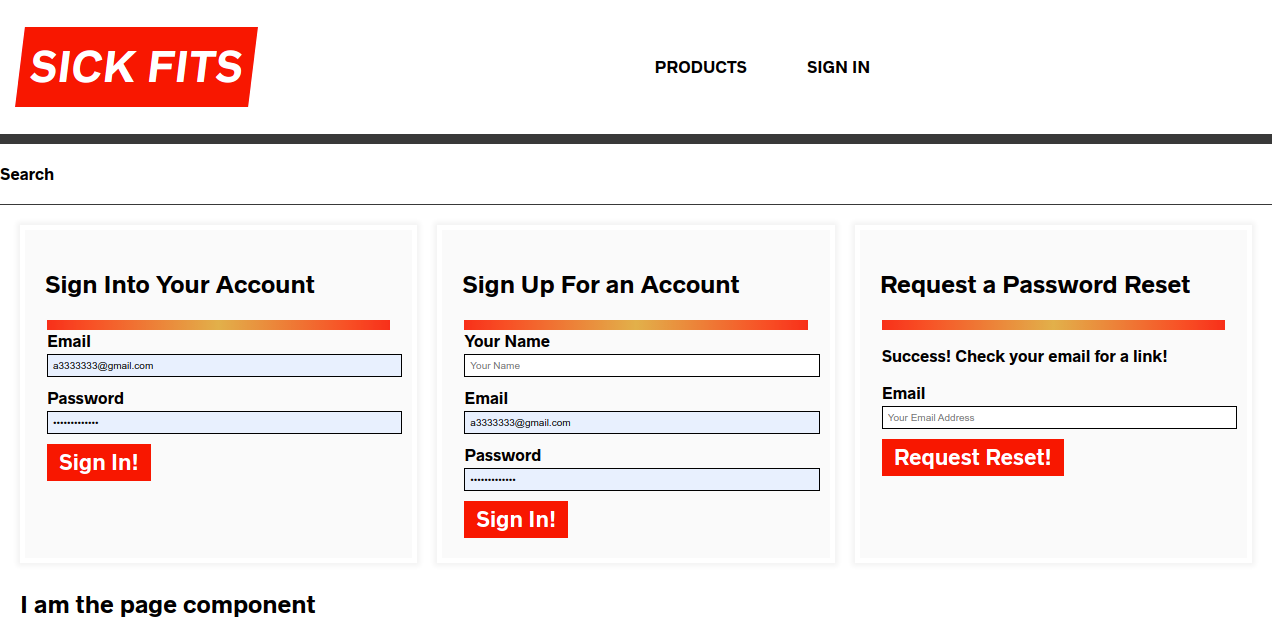 SICK FITS
PRODUCTS SIGN IN
Search
Sign Into Your Account
Email
a3333333@gmail.com
Password
•••••••••••••
Sign In!
Sign Up For an Account
Your Name
Your Name
Email
a3333333@gmail.com
Password
•••••••••••••
Sign In!
Request a Password Reset
Success! Check your email for a link!
Email
Your Email Address
Request Reset!
I am the page component